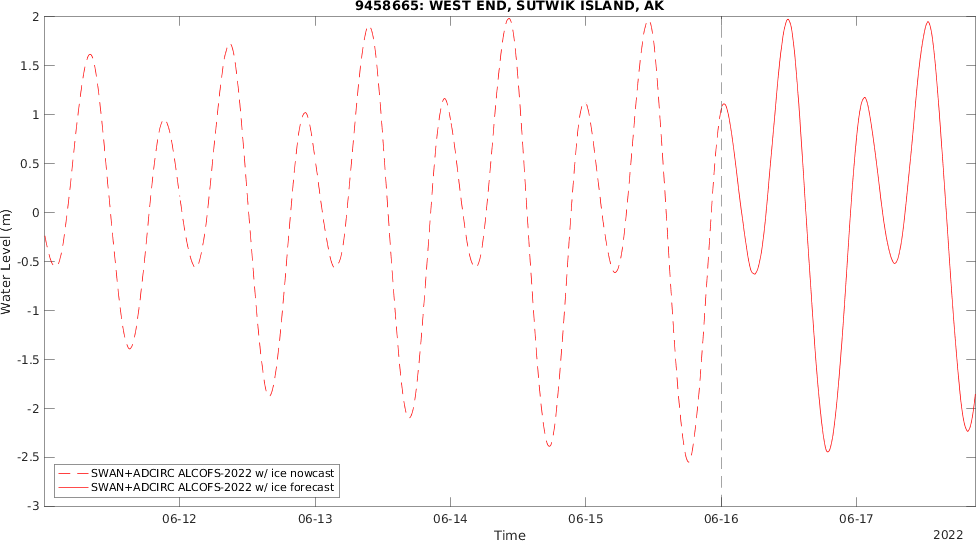 9458665: WEST END, SUTWIK ISLAND, AK
2
1.5
1
0.5
0
-0.5
-1
-1.5
-2
-2.5
-3
Water Level (m)
SWAN+ADCIRC ALCOFS-2022 w/ ice nowcast
SWAN+ADCIRC ALCOFS-2022 w/ ice forecast
06-12 06-13 06-14 06-15 06-16 06-17
Time
2022